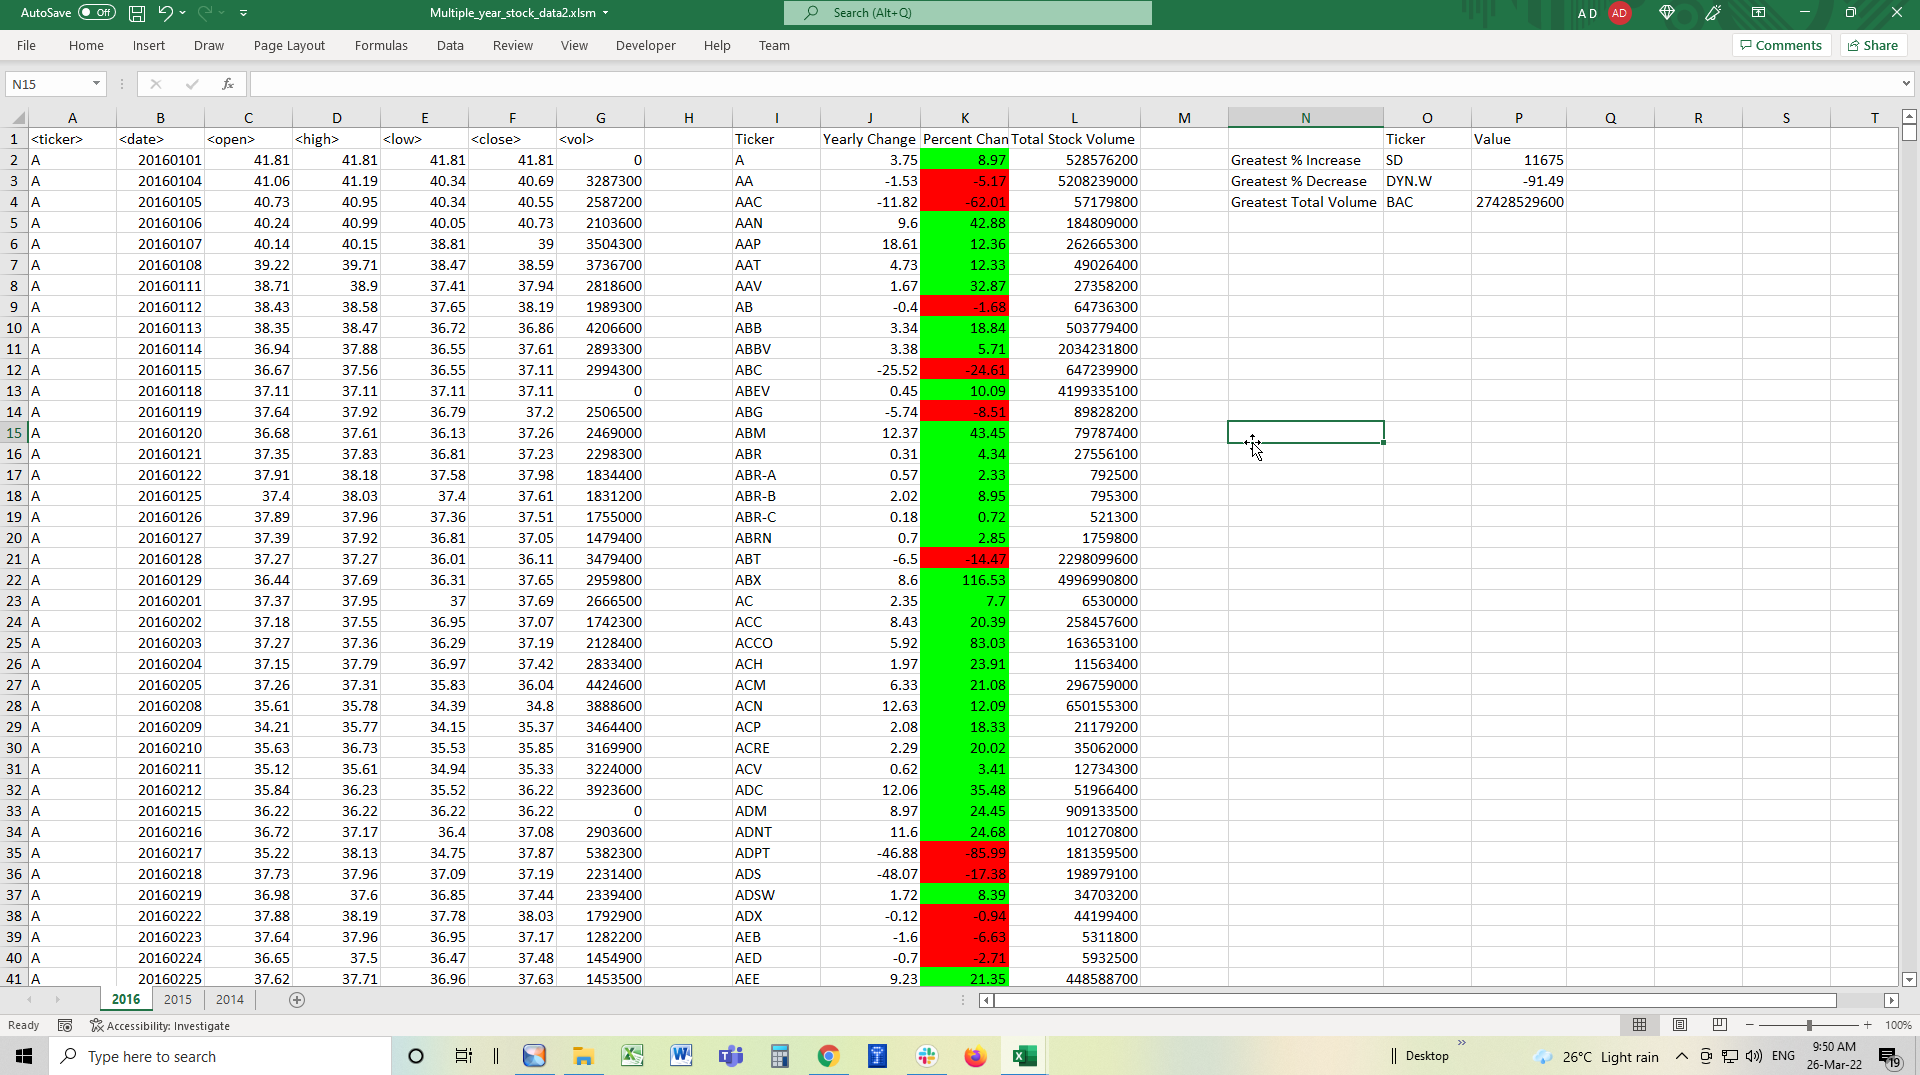 AutoSave Off Multiple_year_stock_data2.xlsm Search (Alt+Q) A D AD
File Home Insert Draw Page Layout Formulas Data Review View Developer Help Team Comments Share
N15 fx
A B C D E F G H I J K L M N O P Q R S T
1 <ticker> <date> <open> <high> <low> <close> <vol> Ticker Yearly Change Percent Chan Total Stock Volume Ticker Value
2 A 20160101 41.81 41.81 41.81 41.81 0 A 3.75 8.97 528576200 Greatest % Increase SD 11675
3 A 20160104 41.06 41.19 40.34 40.69 3287300 AA -1.53 -5.17 5208239000 Greatest % Decrease DYN.W -91.49
4 A 20160105 40.73 40.95 40.34 40.55 2587200 AAC -11.82 -62.01 57179800 Greatest Total Volume BAC 27428529600
5 A 20160106 40.24 40.99 40.05 40.73 2103600 AAN 9.6 42.88 184809000
6 A 20160107 40.14 40.15 38.81 39 3504300 AAP 18.61 12.36 262665300
7 A 20160108 39.22 39.71 38.47 38.59 3736700 AAT 4.73 12.33 49026400
8 A 20160111 38.71 38.9 37.41 37.94 2818600 AAV 1.67 32.87 27358200
9 A 20160112 38.43 38.58 37.65 38.19 1989300 AB -0.4 -1.68 64736300
10 A 20160113 38.35 38.47 36.72 36.86 4206600 ABB 3.34 18.84 503779400
11 A 20160114 36.94 37.88 36.55 37.61 2893300 ABBV 3.38 5.71 2034231800
12 A 20160115 36.67 37.56 36.55 37.11 2994300 ABC -25.52 -24.61 647239900
13 A 20160118 37.11 37.11 37.11 37.11 0 ABEV 0.45 10.09 4199335100
14 A 20160119 37.64 37.92 36.79 37.2 2506500 ABG -5.74 -8.51 89828200
15 A 20160120 36.68 37.61 36.13 37.26 2469000 ABM 12.37 43.45 79787400
16 A 20160121 37.35 37.83 36.81 37.23 2298300 ABR 0.31 4.34 27556100
17 A 20160122 37.91 38.18 37.58 37.98 1834400 ABR-A 0.57 2.33 792500
18 A 20160125 37.4 38.03 37.4 37.61 1831200 ABR-B 2.02 8.95 795300
19 A 20160126 37.89 37.96 37.36 37.51 1755000 ABR-C 0.18 0.72 521300
20 A 20160127 37.39 37.92 36.81 37.05 1479400 ABRN 0.7 2.85 1759800
21 A 20160128 37.27 37.27 36.01 36.11 3479400 ABT -6.5 -14.47 2298099600
22 A 20160129 36.44 37.69 36.31 37.65 2959800 ABX 8.6 116.53 4996990800
23 A 20160201 37.37 37.95 37 37.69 2666500 AC 2.35 7.7 6530000
24 A 20160202 37.18 37.55 36.95 37.07 1742300 ACC 8.43 20.39 258457600
25 A 20160203 37.27 37.36 36.29 37.19 2128400 ACCO 5.92 83.03 163653100
26 A 20160204 37.15 37.79 36.97 37.42 2833400 ACH 1.97 23.91 11563400
27 A 20160205 37.26 37.31 35.83 36.04 4424600 ACM 6.33 21.08 296759000
28 A 20160208 35.61 35.78 34.39 34.8 3888600 ACN 12.63 12.09 650155300
29 A 20160209 34.21 35.77 34.15 35.37 3464400 ACP 2.08 18.33 21179200
30 A 20160210 35.63 36.73 35.53 35.85 3169900 ACRE 2.29 20.02 35062000
31 A 20160211 35.12 35.61 34.94 35.33 3224000 ACV 0.62 3.41 12734300
32 A 20160212 35.84 36.23 35.52 36.22 3923600 ADC 12.06 35.48 51966400
33 A 20160215 36.22 36.22 36.22 36.22 0 ADM 8.97 24.45 909133500
34 A 20160216 36.72 37.17 36.4 37.08 2903600 ADNT 11.6 24.68 101270800
35 A 20160217 35.22 38.13 34.75 37.87 5382300 ADPT -46.88 -85.99 181359500
36 A 20160218 37.73 37.96 37.09 37.19 2231400 ADS -48.07 -17.38 198979100
37 A 20160219 36.98 37.6 36.85 37.44 2339400 ADSW 1.72 8.39 34703200
38 A 20160222 37.88 38.19 37.78 38.03 1792900 ADX -0.12 -0.94 44199400
39 A 20160223 37.64 37.96 36.95 37.17 1282200 AEB -1.6 -6.63 5311800
40 A 20160224 36.65 37.5 36.47 37.48 1454900 AED -0.7 -2.71 5932500
41 A 20160225 37.62 37.71 36.96 37.63 1453500 AEE 9.23 21.35 448588700
2016 2015 2014
Ready Accessibility: Investigate 100%
Type here to search Desktop 26°C Light rain ENG 9:50 AM 26-Mar-22 19